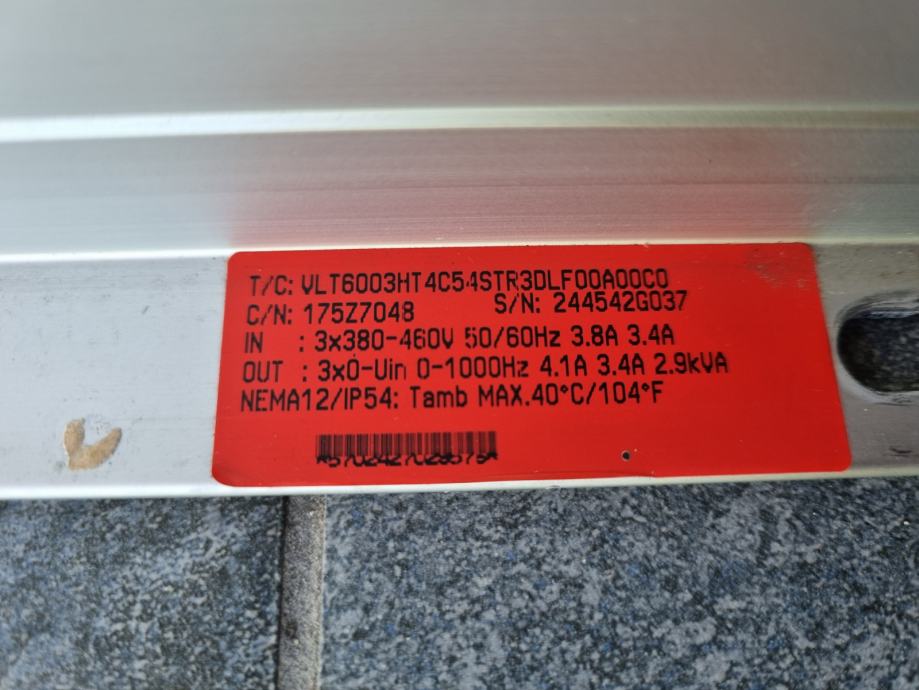 T/C: VLT6003HT4C54STR3DLF00A00C0
C/N: 175Z7048 S/N: 244542G037
IN : 3x380-460V 50/60Hz 3.8A 3.4A
OUT : 3x0-Uin 0-1000Hz 4.1A 3.4A 2.9kVA
NEMA12/IP54: Tamb MAX.40°C/104°F